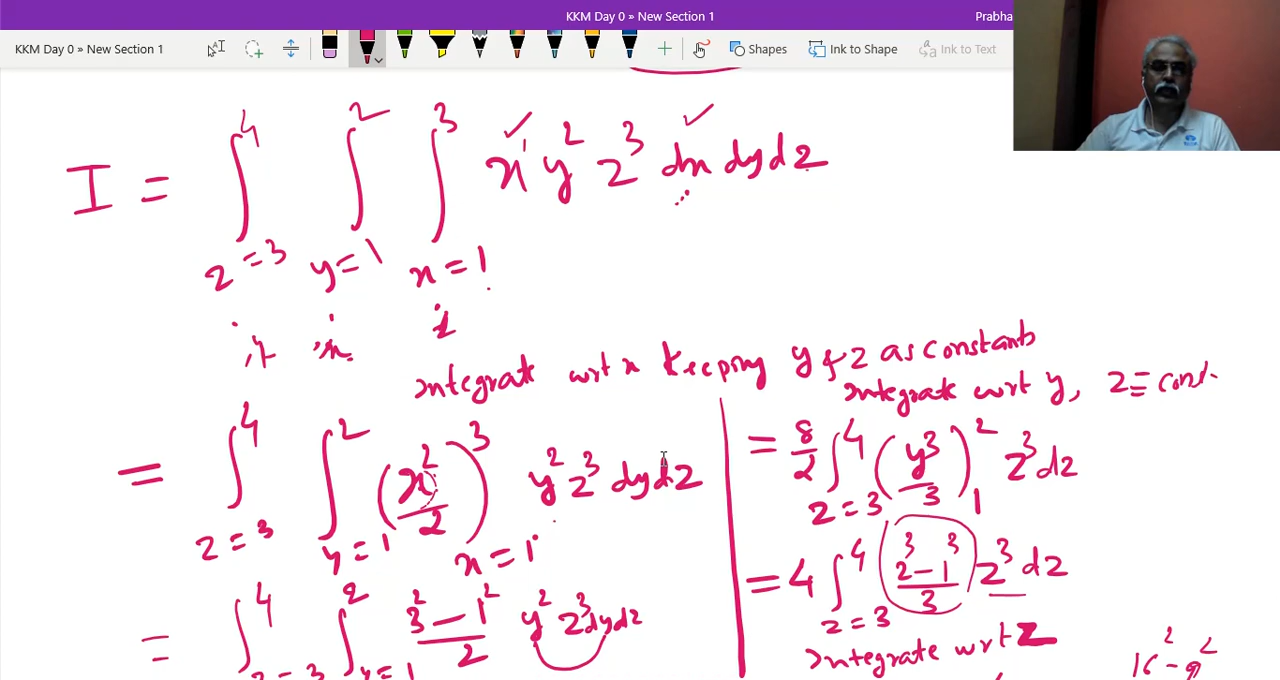 KKM Day 0 » New Section 1
Prabha
KKM Day 0 » New Section 1
Shapes
Ink to Shape
Ink to Text
I = ∫_{z=3}^{4} ∫_{y=1}^{2} ∫_{x=1}^{3} x¹ y² z³ dx dy dz
integrate wrt x keeping y & z as constants
= ∫_{z=3}^{4} ∫_{y=1}^{2} (x²/2)_{x=1}^{3} y² z³ dy dz
= ∫_{z=3}^{4} ∫_{y=1}^{2} (3² - 1²)/2 y² z³ dy dz
integrate wrt y, z = const.
= 8/2 ∫_{z=3}^{4} (y³/3)_{1}^{2} z³ dz
= 4 ∫_{z=3}^{4} (2³ - 1³)/3 z³ dz
integrate wrt z